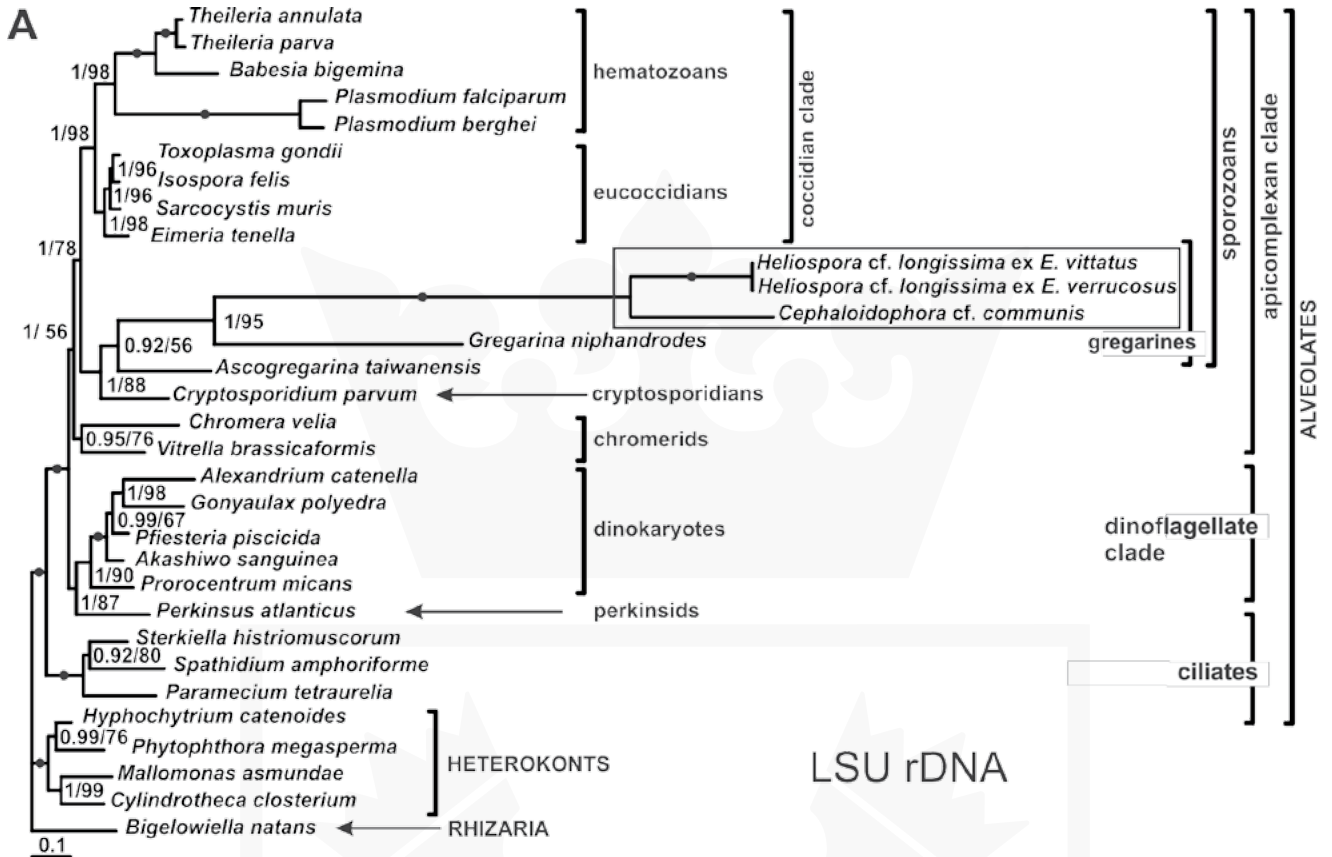 A
Theileria annulata
Theileria parva
Babesia bigemina
1/98
hematozoans
Plasmodium falciparum
Plasmodium berghei
1/98
Toxoplasma gondii
1/96
Isospora felis
1/96
Sarcocystis muris
eucoccidians
1/98
Eimeria tenella
coccidian clade
1/78
Heliospora cf. longissima ex E. vittatus
Heliospora cf. longissima ex E. verrucosus
Cephaloidophora cf. communis
1/95
1/ 56
Gregarina niphandrodes
gregarines
0.92/56
Ascogregarina taiwanensis
1/88
Cryptosporidium parvum
cryptosporidians
sporozoans
apicomplexan clade
ALVEOLATES
Chromera velia
0.95/76
Vitrella brassicaformis
chromerids
Alexandrium catenella
1/98
Gonyaulax polyedra
0.99/67
Pfiesteria piscicida
dinokaryotes
Akashiwo sanguinea
1/90
Prorocentrum micans
dinoflagellate
clade
1/87
Perkinsus atlanticus
perkinsids
Sterkiella histriomuscorum
0.92/80
Spathidium amphoriforme
ciliates
Paramecium tetraurelia
Hyphochytrium catenoides
0.99/76
Phytophthora megasperma
HETEROKONTS
Mallomonas asmundae
1/99
Cylindrotheca closterium
LSU rDNA
Bigelowiella natans
RHIZARIA
0.1